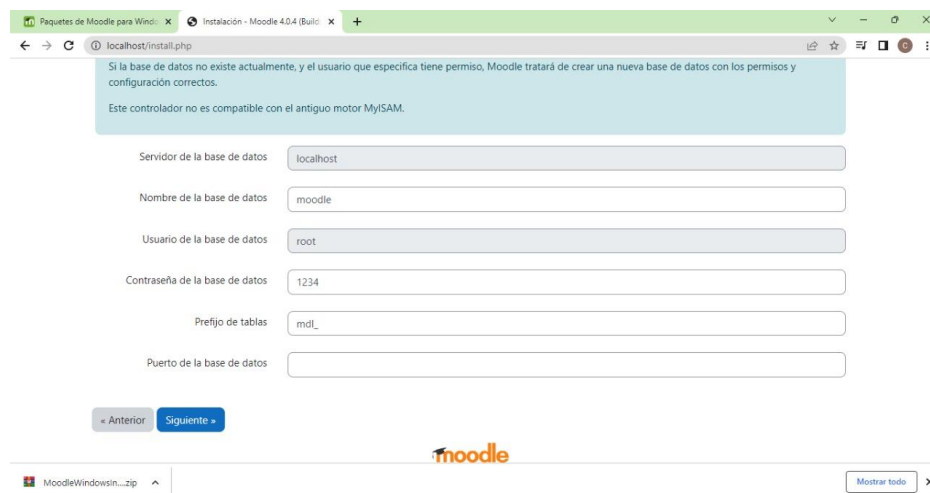 Paquetes de Moodle para Windo
Instalación - Moodle 4.0.4 (Build
localhost/install.php
C
Si la base de datos no existe actualmente, y el usuario que especifica tiene permiso, Moodle tratará de crear una nueva base de datos con los permisos y
configuración correctos.
Este controlador no es compatible con el antiguo motor MyISAM.
Servidor de la base de datos
localhost
Nombre de la base de datos
moodle
Usuario de la base de datos
root
Contraseña de la base de datos
1234
Prefijo de tablas
mdl_
Puerto de la base de datos
« Anterior
Siguiente »
moodle
MoodleWindowsIn....zip
Mostrar todo